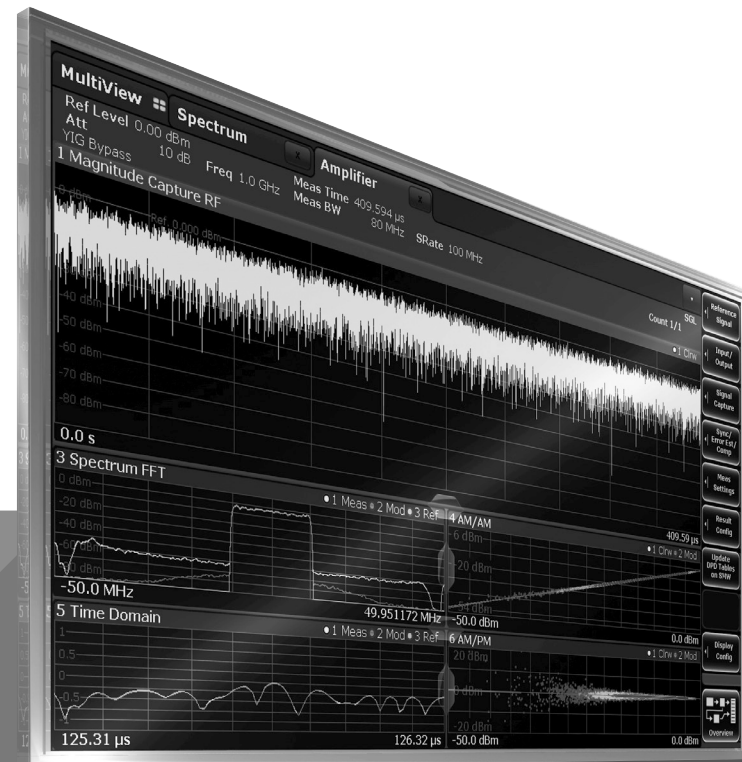 MultiView
Spectrum
Amplifier
Ref Level 0.00 dBm
Att 10 dB Freq 1.0 GHz Meas Time 409.594 µs
YIG Bypass Meas BW 80 MHz SRate 100 MHz
SGL
Count 1/1
1 Magnitude Capture RF
1 Clrw
Ref 0.000 dBm
-40 dBm
-50 dBm
-60 dBm
-70 dBm
-80 dBm
0.0 s
409.59 µs
3 Spectrum FFT
1 Meas 2 Mod 3 Ref
0 dBm
-20 dBm
-40 dBm
-50.0 MHz
49.951172 MHz
4 AM/AM
1 Clrw 2 Mod
-50.0 dBm
0.0 dBm
5 Time Domain
1 Meas 2 Mod 3 Ref
1
0.5
0
-0.5
125.31 µs
126.32 µs
6 AM/PM
1 Clrw 2 Mod
-50.0 dBm
0.0 dBm
Reference
Signal
Input/
Output
Signal
Capture
Sync/
Error Est/
Comp
Meas
Settings
Result
Config
Update
DPD Tables
on SMW
Display
Config
Overview